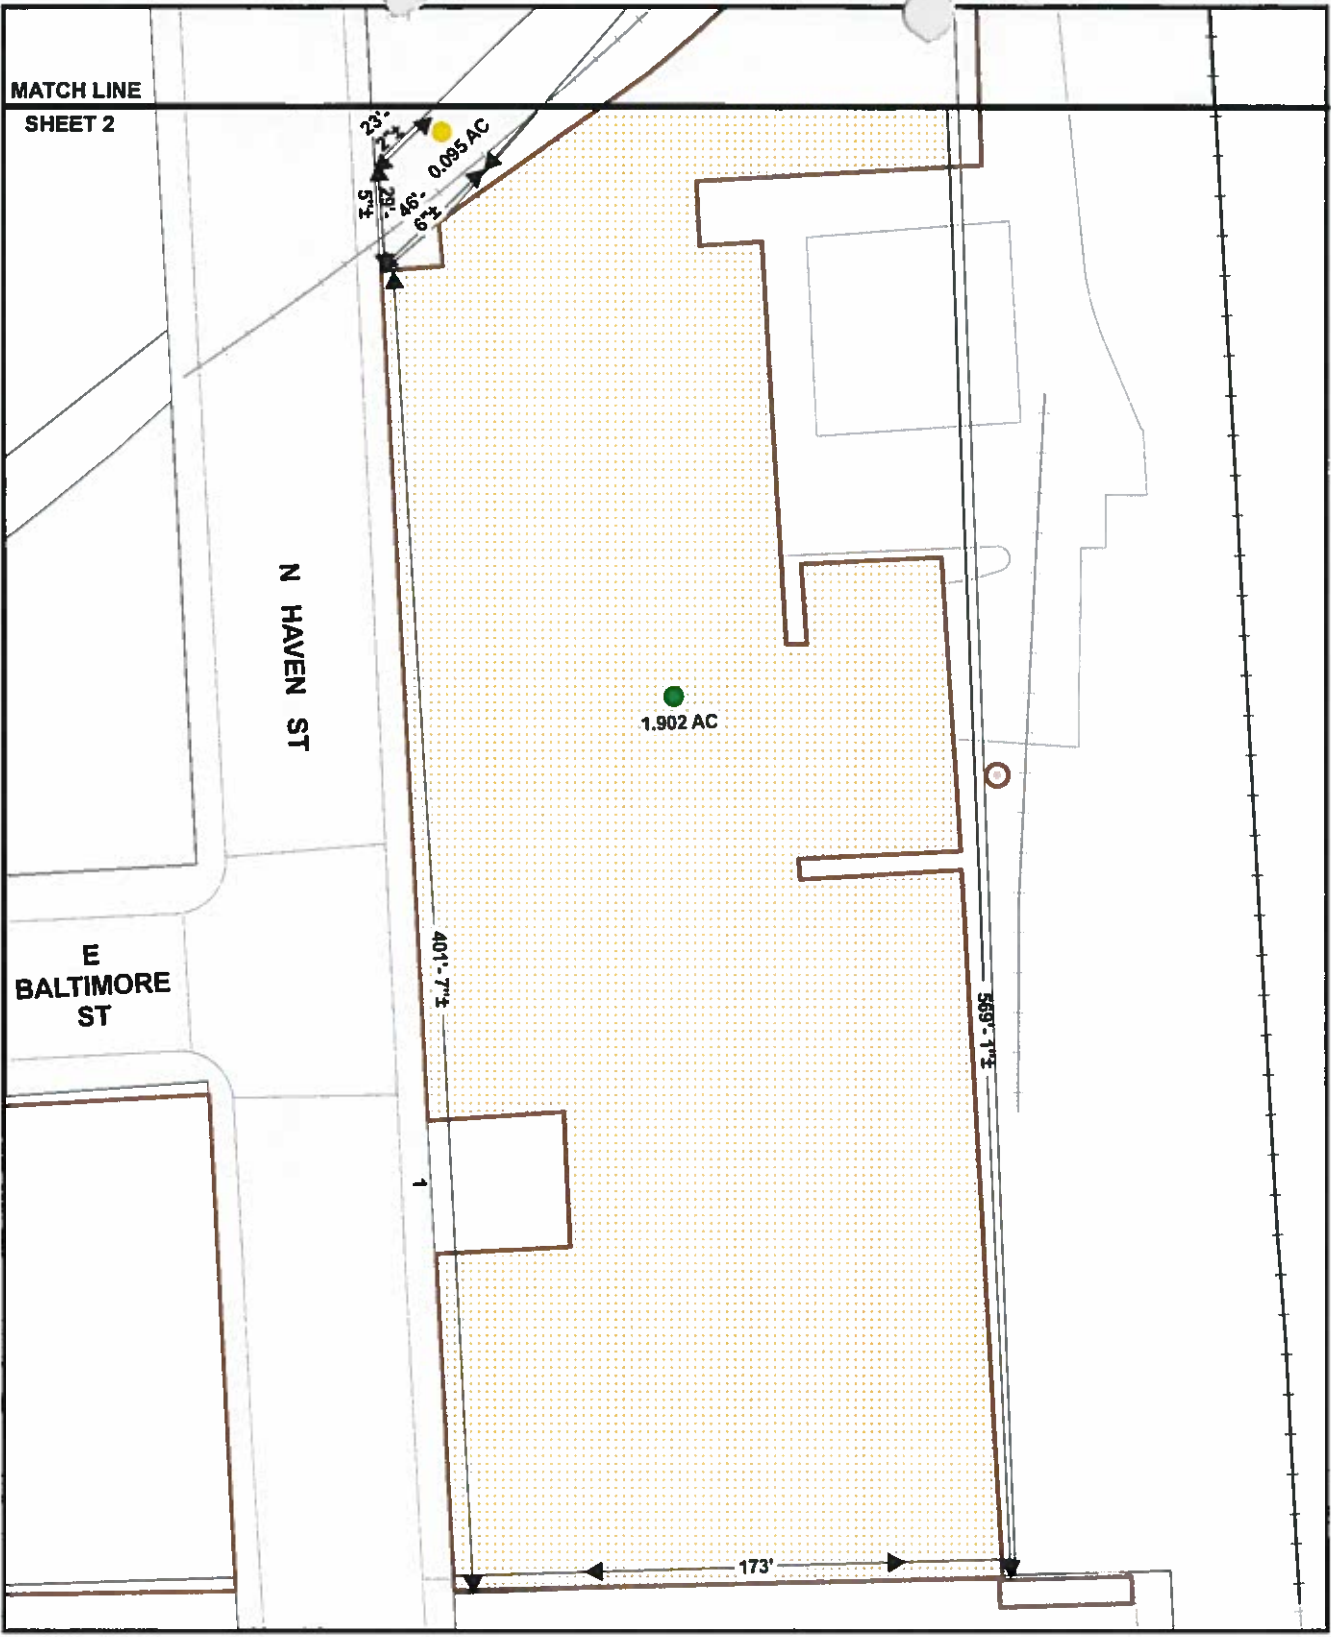 MATCH LINE
SHEET 2
23'-
2"±
0.095 AC
29'-
5"±
46'-
6"±
N HAVEN ST
1.902 AC
E
BALTIMORE
ST
401'- 7"±
569'- 1"±
1
173'